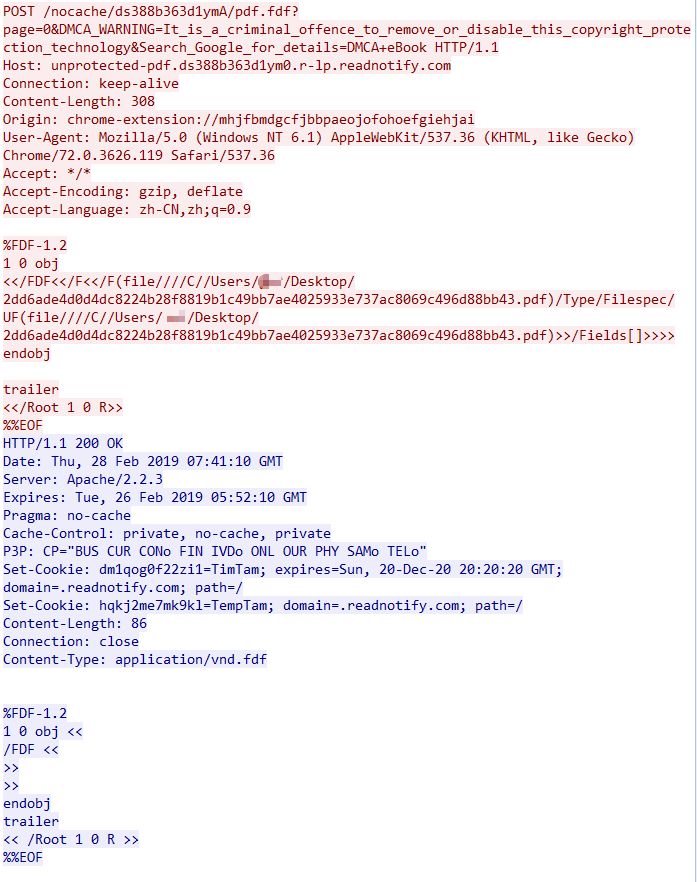 POST /nocache/ds388b363d1ymA/pdf.fdf?
page=0&DMCA_WARNING=It_is_a_criminal_offence_to_remove_or_disable_this_copyright_prote
ction_technology&Search_Google_for_details=DMCA+eBook HTTP/1.1
Host: unprotected-pdf.ds388b363d1ym0.r-lp.readnotify.com
Connection: keep-alive
Content-Length: 308
Origin: chrome-extension://mhjfbmdgcfjbbpaeojofohoefgiehjai
User-Agent: Mozilla/5.0 (Windows NT 6.1) AppleWebKit/537.36 (KHTML, like Gecko)
Chrome/72.0.3626.119 Safari/537.36
Accept: */*
Accept-Encoding: gzip, deflate
Accept-Language: zh-CN,zh;q=0.9
%FDF-1.2
1 0 obj
<</FDF<</F<</F(file////C//Users/ /Desktop/
2dd6ade4d0d4dc8224b28f8819b1c49bb7ae4025933e737ac8069c496d88bb43.pdf)/Type/Filespec/
UF(file////C//Users/ /Desktop/
2dd6ade4d0d4dc8224b28f8819b1c49bb7ae4025933e737ac8069c496d88bb43.pdf)>>/Fields[]>>>>
endobj
trailer
<</Root 1 0 R>>
%%EOF
HTTP/1.1 200 OK
Date: Thu, 28 Feb 2019 07:41:10 GMT
Server: Apache/2.2.3
Expires: Tue, 26 Feb 2019 05:52:10 GMT
Pragma: no-cache
Cache-Control: private, no-cache, private
P3P: CP="BUS CUR CONo FIN IVDo ONL OUR PHY SAMo TELo"
Set-Cookie: dm1qog0f22zi1=TimTam; expires=Sun, 20-Dec-20 20:20:20 GMT;
domain=.readnotify.com; path=/
Set-Cookie: hqkj2me7mk9kl=TempTam; domain=.readnotify.com; path=/
Content-Length: 86
Connection: close
Content-Type: application/vnd.fdf
%FDF-1.2
1 0 obj <<
/FDF <<
>>
>>
endobj
trailer
<< /Root 1 0 R >>
%%EOF